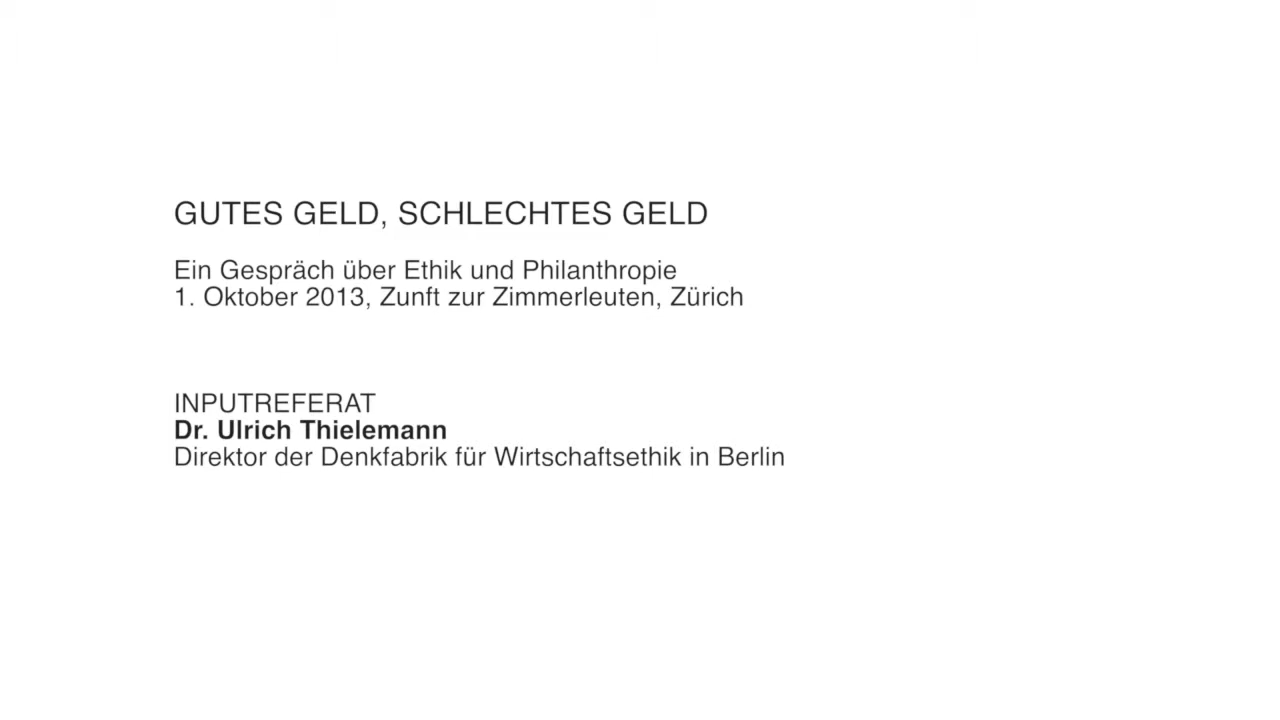 GUTES GELD, SCHLECHTES GELD
Ein Gespräch über Ethik und Philanthropie
1. Oktober 2013, Zunft zur Zimmerleuten, Zürich
INPUTREFERAT
Dr. Ulrich Thielemann
Direktor der Denkfabrik für Wirtschaftsethik in Berlin